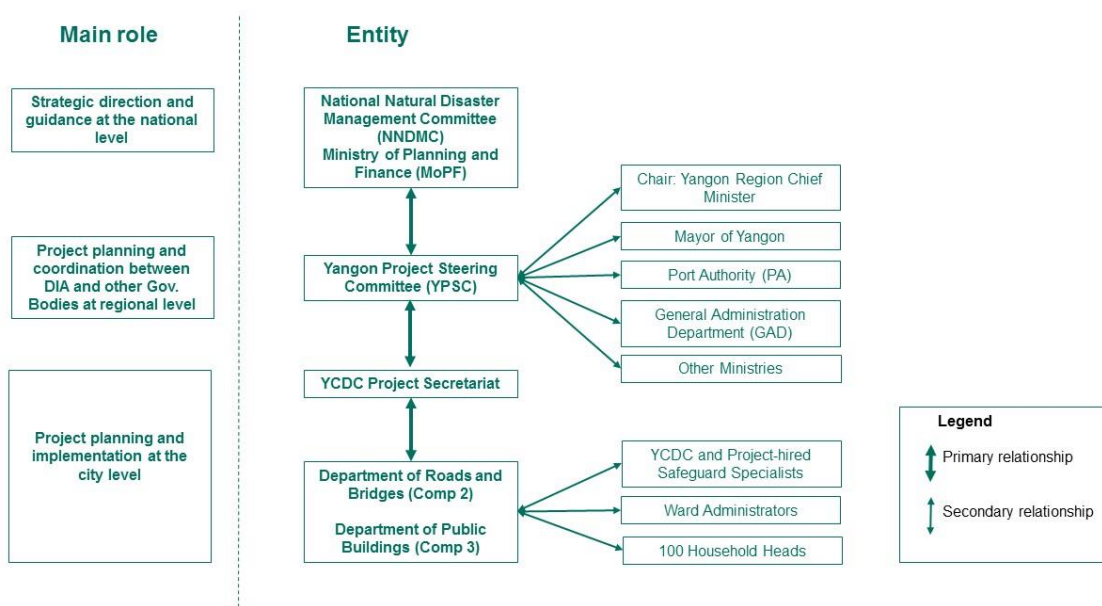 Main role
Entity
Strategic direction and
guidance at the national
level
National Natural Disaster
Management Committee
(NNDMC)
Ministry of Planning and
Finance (MoPF)
Chair: Yangon Region Chief
Minister
Mayor of Yangon
Project planning and
coordination between
DIA and other Gov.
Bodies at regional level
Yangon Project Steering
Committee (YPSC)
Port Authority (PA)
General Administration
Department (GAD)
Other Ministries
YCDC Project Secretariat
Project planning and
implementation at the
city level
Department of Roads and
Bridges (Comp 2)
Department of Public
Buildings (Comp 3)
YCDC and Project-hired
Safeguard Specialists
Ward Administrators
100 Household Heads
Legend
Primary relationship
Secondary relationship